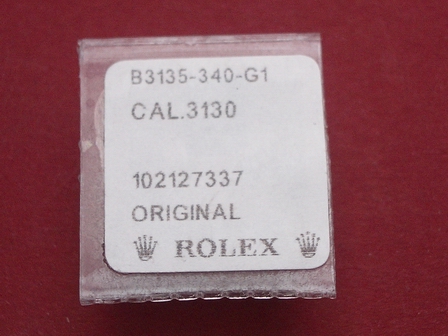 B3135-340-G1
CAL.3130
102127337
ORIGINAL
ROLEX